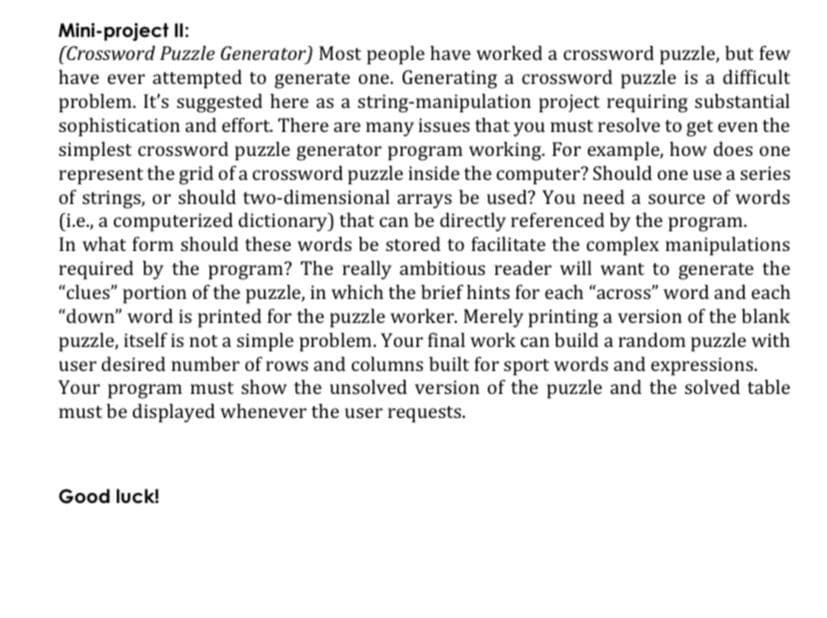 Mini-project II:
(Crossword Puzzle Generator) Most people have worked a crossword puzzle, but few
have ever attempted to generate one. Generating a crossword puzzle is a difficult
problem. It's suggested here as a string-manipulation project requiring substantial
sophistication and effort. There are many issues that you must resolve to get even the
simplest crossword puzzle generator program working. For example, how does one
represent the grid of a crossword puzzle inside the computer? Should one use a series
of strings, or should two-dimensional arrays be used? You need a source of words
(i.e., a computerized dictionary) that can be directly referenced by the program.
In what form should these words be stored to facilitate the complex manipulations
required by the program? The really ambitious reader will want to generate the
“clues” portion of the puzzle, in which the brief hints for each “across” word and each
“down” word is printed for the puzzle worker. Merely printing a version of the blank
puzzle, itself is not a simple problem. Your final work can build a random puzzle with
user desired number of rows and columns built for sport words and expressions.
Your program must show the unsolved version of the puzzle and the solved table
must be displayed whenever the user requests.
Good luck!